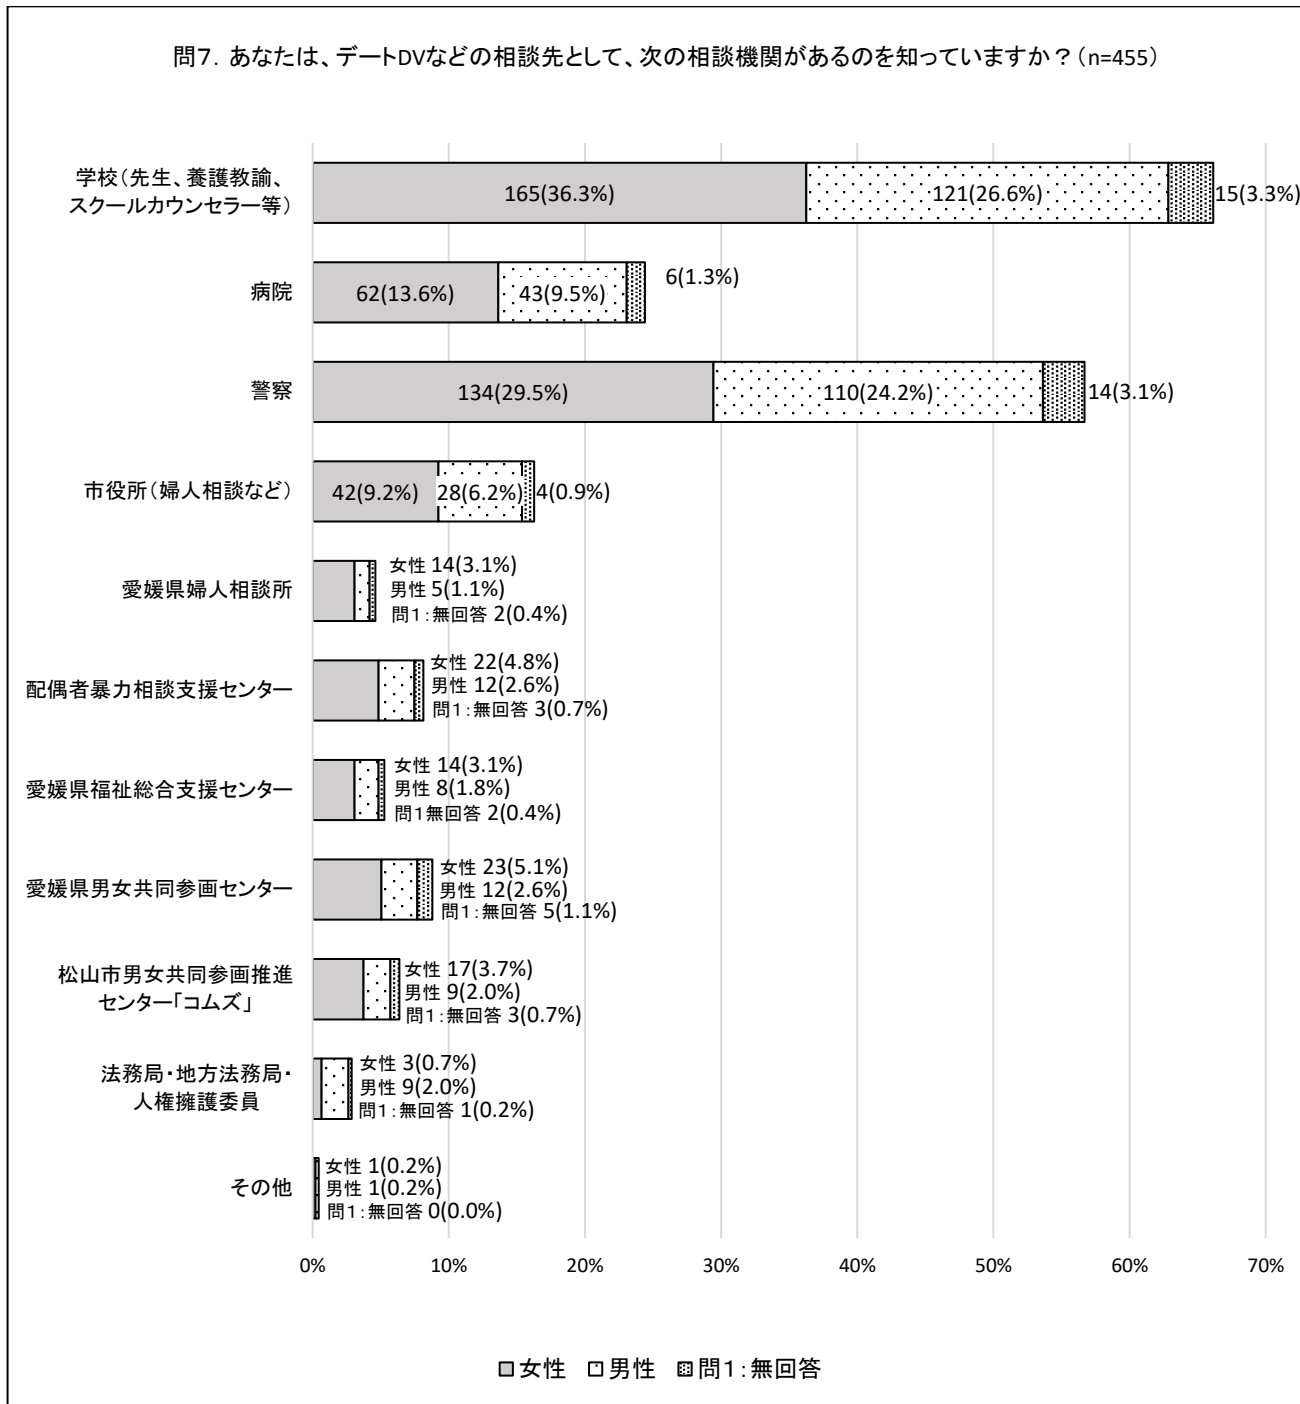 問7．あなたは、デートDVなどの相談先として、次の相談機関があるのを知っていますか？（n=455）
学校（先生、養護教諭、
スクールカウンセラー等）
165(36.3%)
121(26.6%)
15(3.3%)
病院
62(13.6%)
43(9.5%)
6(1.3%)
警察
134(29.5%)
110(24.2%)
14(3.1%)
市役所（婦人相談など）
42(9.2%)
28(6.2%)
4(0.9%)
愛媛県婦人相談所
女性 14(3.1%)
男性 5(1.1%)
問1：無回答 2(0.4%)
配偶者暴力相談支援センター
女性 22(4.8%)
男性 12(2.6%)
問1：無回答 3(0.7%)
愛媛県福祉総合支援センター
女性 14(3.1%)
男性 8(1.8%)
問1無回答 2(0.4%)
愛媛県男女共同参画センター
女性 23(5.1%)
男性 12(2.6%)
問1：無回答 5(1.1%)
松山市男女共同参画推進
センター「コムズ」
女性 17(3.7%)
男性 9(2.0%)
問1：無回答 3(0.7%)
法務局・地方法務局・
人権擁護委員
女性 3(0.7%)
男性 9(2.0%)
問1：無回答 1(0.2%)
その他
女性 1(0.2%)
男性 1(0.2%)
問1：無回答 0(0.0%)
0% 10% 20% 30% 40% 50% 60% 70%
女性 男性 問1：無回答